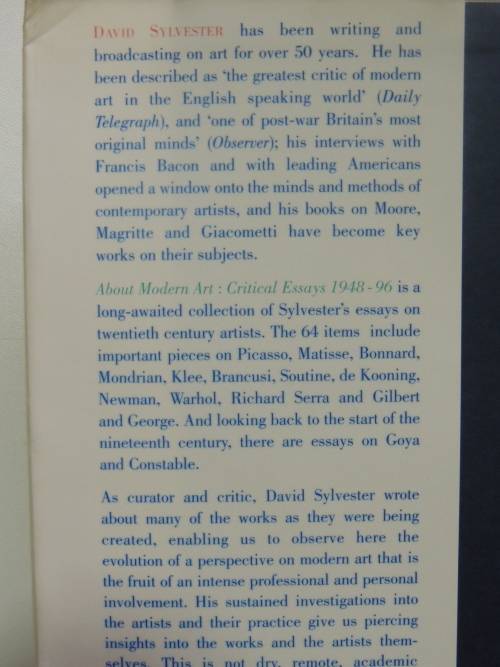 DAVID SYLVESTER has been writing and
broadcasting on art for over 50 years. He has
been described as ‘the greatest critic of modern
art in the English speaking world’ (Daily
Telegraph), and ‘one of post-war Britain’s most
original minds’ (Observer); his interviews with
Francis Bacon and with leading Americans
opened a window onto the minds and methods of
contemporary artists, and his books on Moore,
Magritte and Giacometti have become key
works on their subjects.
About Modern Art : Critical Essays 1948-96 is a
long-awaited collection of Sylvester’s essays on
twentieth century artists. The 64 items include
important pieces on Picasso, Matisse, Bonnard,
Mondrian, Klee, Brancusi, Soutine, de Kooning,
Newman, Warhol, Richard Serra and Gilbert
and George. And looking back to the start of the
nineteenth century, there are essays on Goya
and Constable.
As curator and critic, David Sylvester wrote
about many of the works as they were being
created, enabling us to observe here the
evolution of a perspective on modern art that is
the fruit of an intense professional and personal
involvement. His sustained investigations into
the artists and their practice give us piercing
insights into the works and the artists them-
selves. This is not dry, remote, academic